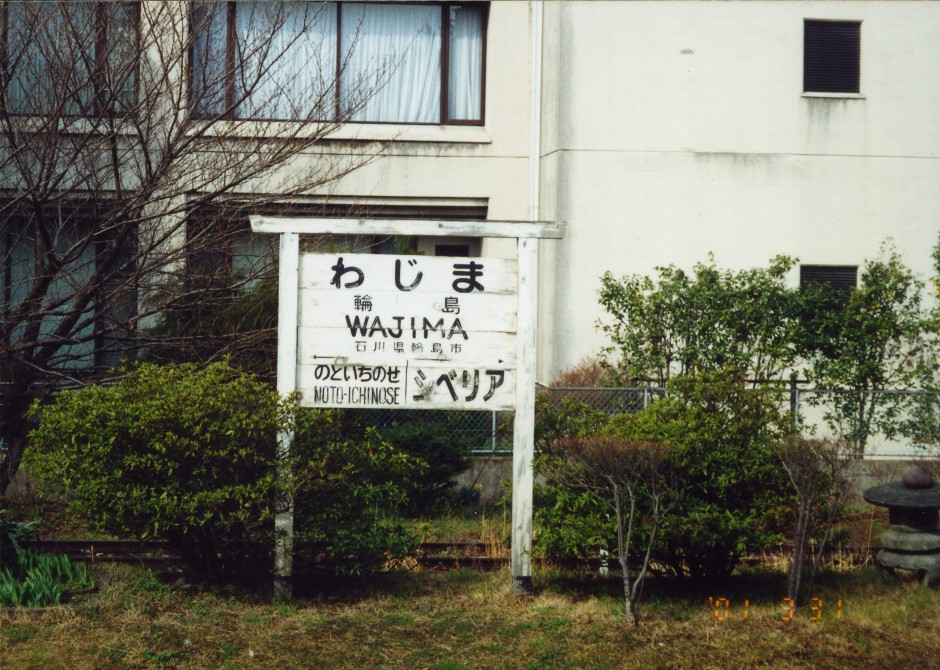 わじま
輪島
WAJIMA
石川県輪島市
のといちのせ シベリア
NOTO-ICHINOSE
'01 3 31